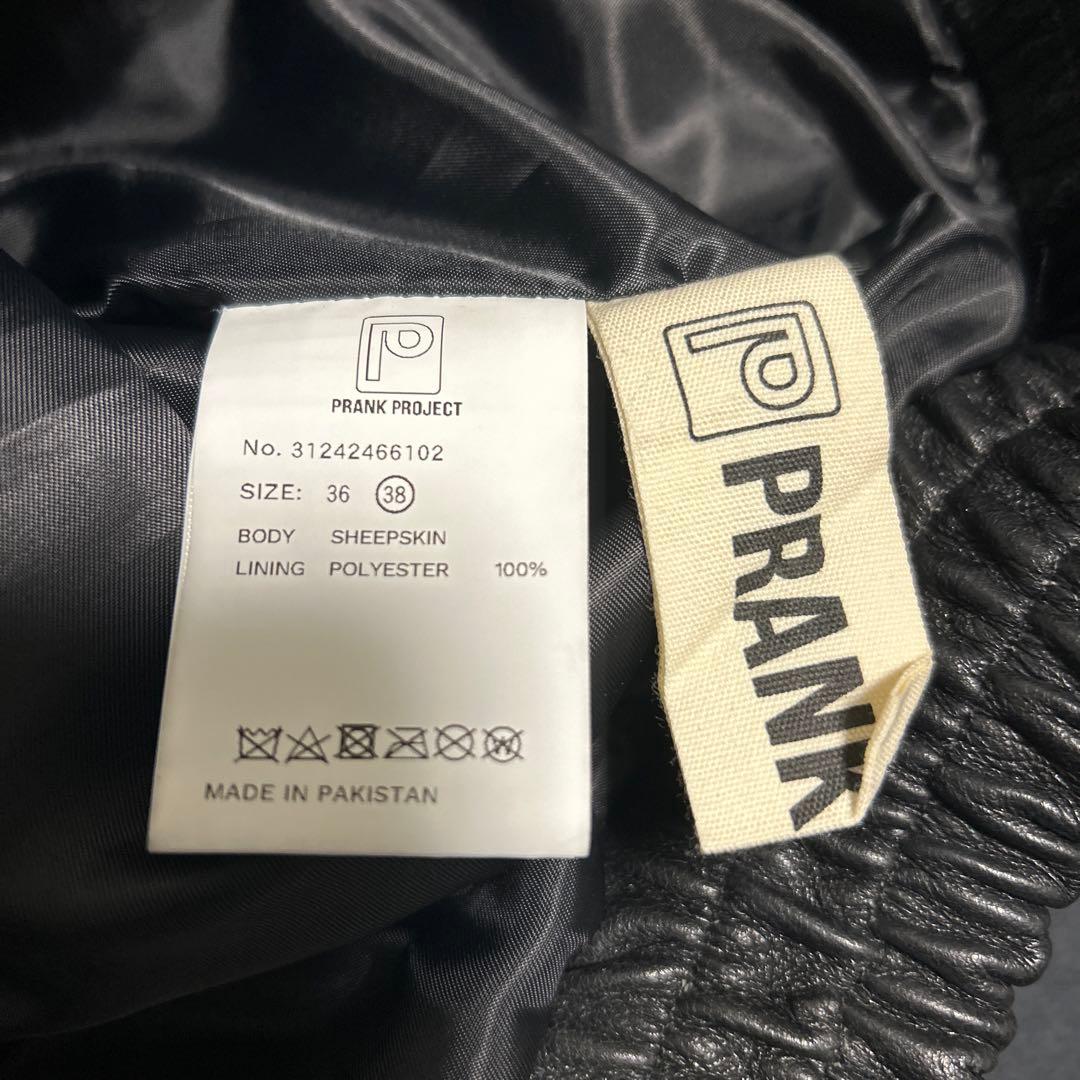 P
PRANK PROJECT
No. 31242466102
SIZE: 36 38
BODY SHEEPSKIN
LINING POLYESTER 100%
W
MADE IN PAKISTAN
P
PRANK